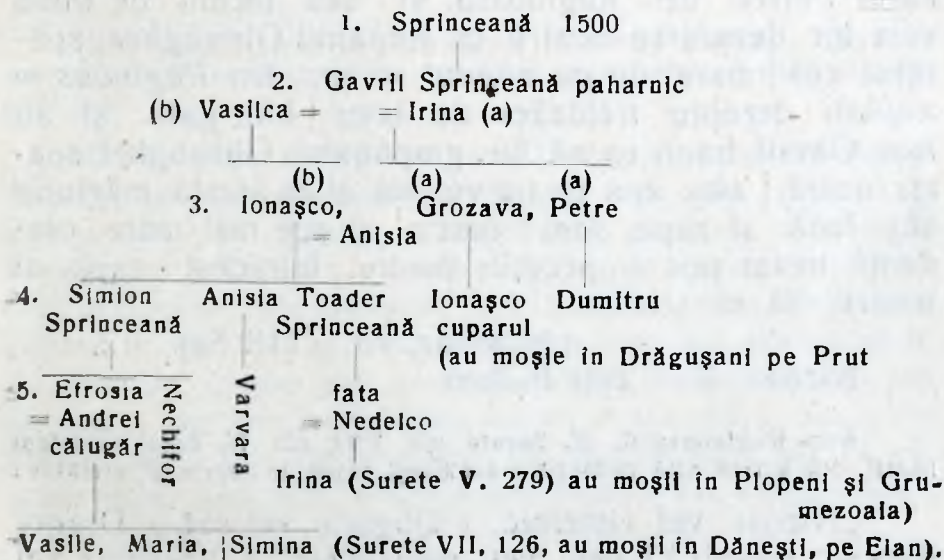 1. Sprinceană 1500
2. Gavril Sprinceană paharnic
(b) Vasilca = = Irina (a)
(b) (a) (a)
3. Ionaşco, Grozava, Petre
= Anisia
4. Simion Anisia Toader Ionaşco Dumitru
Sprinceană Sprinceană cuparul
(au moşie în Drăguşani pe Prut
5. Efrosia Nechifor Varvara fata
= Andrei = Nedelco
călugăr
Irina (Surete V. 279) au moşii în Plopeni şi Gru-
mezoala)
Vasile, Maria, Simina (Surete VII, 126, au moşii în Dăneşti, pe Elan).